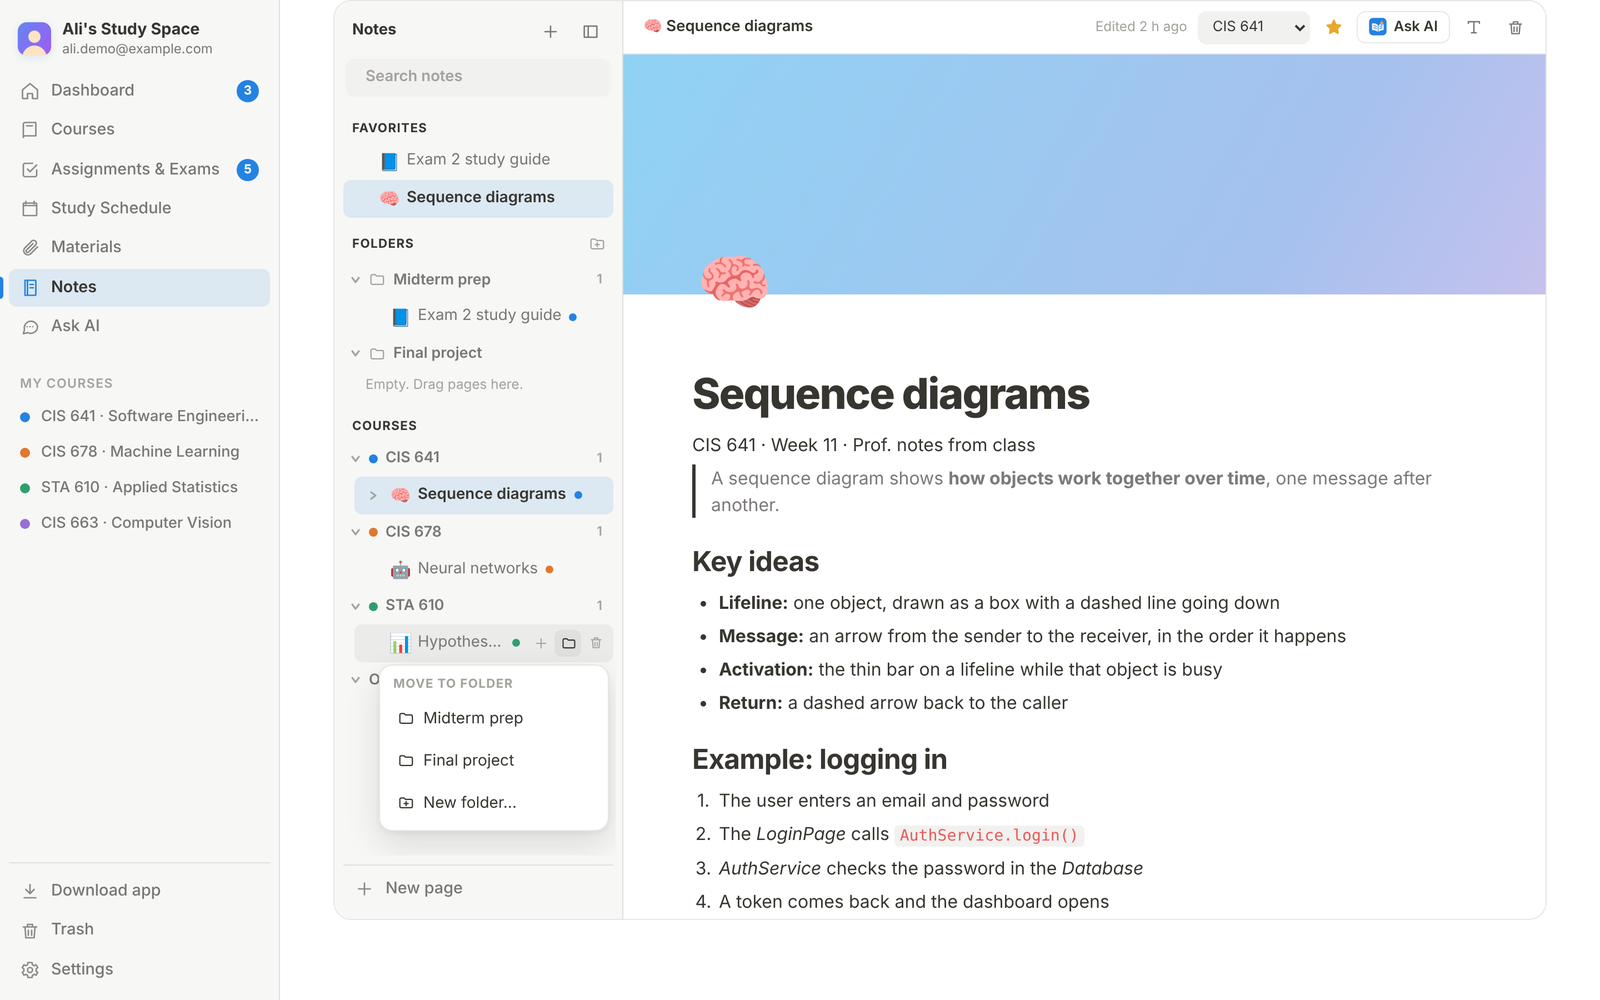 Ali's Study Space
ali.demo@example.com
Dashboard
3
Courses
Assignments & Exams
5
Study Schedule
Materials
Notes
Ask AI
MY COURSES
CIS 641 · Software Engineeri...
CIS 678 · Machine Learning
STA 610 · Applied Statistics
CIS 663 · Computer Vision
Download app
Trash
Settings
Notes
Search notes
FAVORITES
Exam 2 study guide
Sequence diagrams
FOLDERS
Midterm prep 1
Exam 2 study guide
Final project
Empty. Drag pages here.
COURSES
CIS 641 1
Sequence diagrams
CIS 678 1
Neural networks
STA 610 1
Hypothes...
MOVE TO FOLDER
Midterm prep
Final project
New folder...
New page
Sequence diagrams
Edited 2 h ago
CIS 641
Ask AI
Sequence diagrams
CIS 641 · Week 11 · Prof. notes from class
A sequence diagram shows how objects work together over time, one message after
another.
Key ideas
• Lifeline: one object, drawn as a box with a dashed line going down
• Message: an arrow from the sender to the receiver, in the order it happens
• Activation: the thin bar on a lifeline while that object is busy
• Return: a dashed arrow back to the caller
Example: logging in
1. The user enters an email and password
2. The LoginPage calls AuthService.login()
3. AuthService checks the password in the Database
4. A token comes back and the dashboard opens